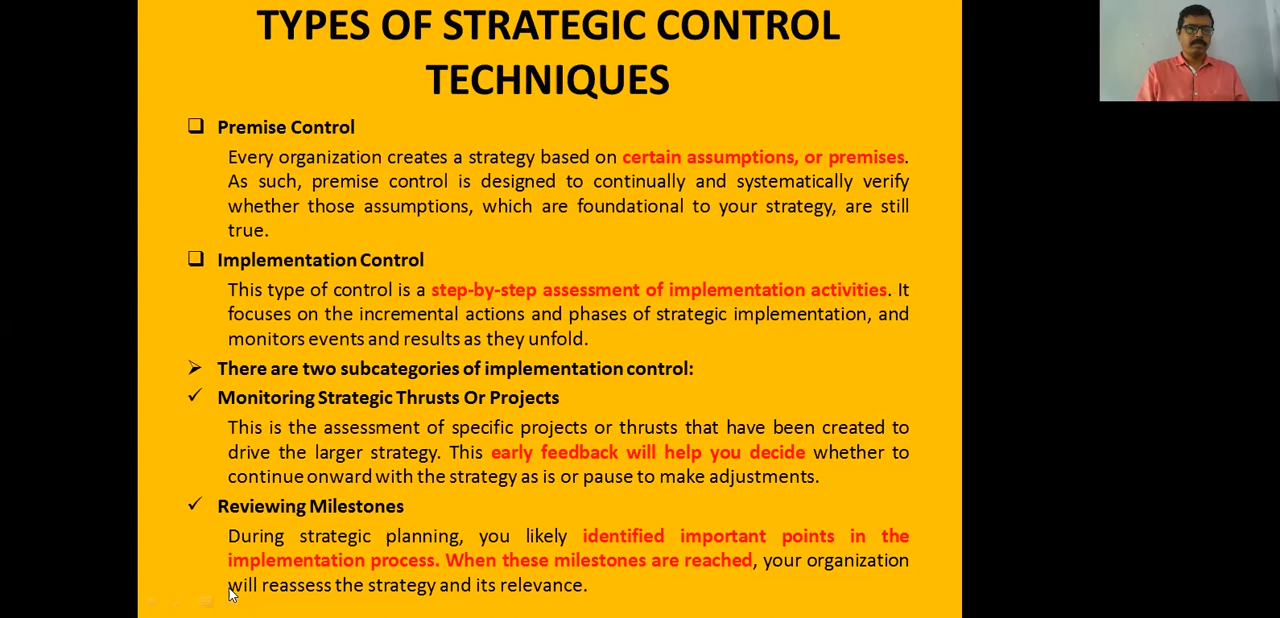 TYPES OF STRATEGIC CONTROL
TECHNIQUES
Premise Control
Every organization creates a strategy based on certain assumptions, or premises.
As such, premise control is designed to continually and systematically verify
whether those assumptions, which are foundational to your strategy, are still
true.
Implementation Control
This type of control is a step-by-step assessment of implementation activities. It
focuses on the incremental actions and phases of strategic implementation, and
monitors events and results as they unfold.
There are two subcategories of implementation control:
Monitoring Strategic Thrusts Or Projects
This is the assessment of specific projects or thrusts that have been created to
drive the larger strategy. This early feedback will help you decide whether to
continue onward with the strategy as is or pause to make adjustments.
Reviewing Milestones
During strategic planning, you likely identified important points in the
implementation process. When these milestones are reached, your organization
will reassess the strategy and its relevance.